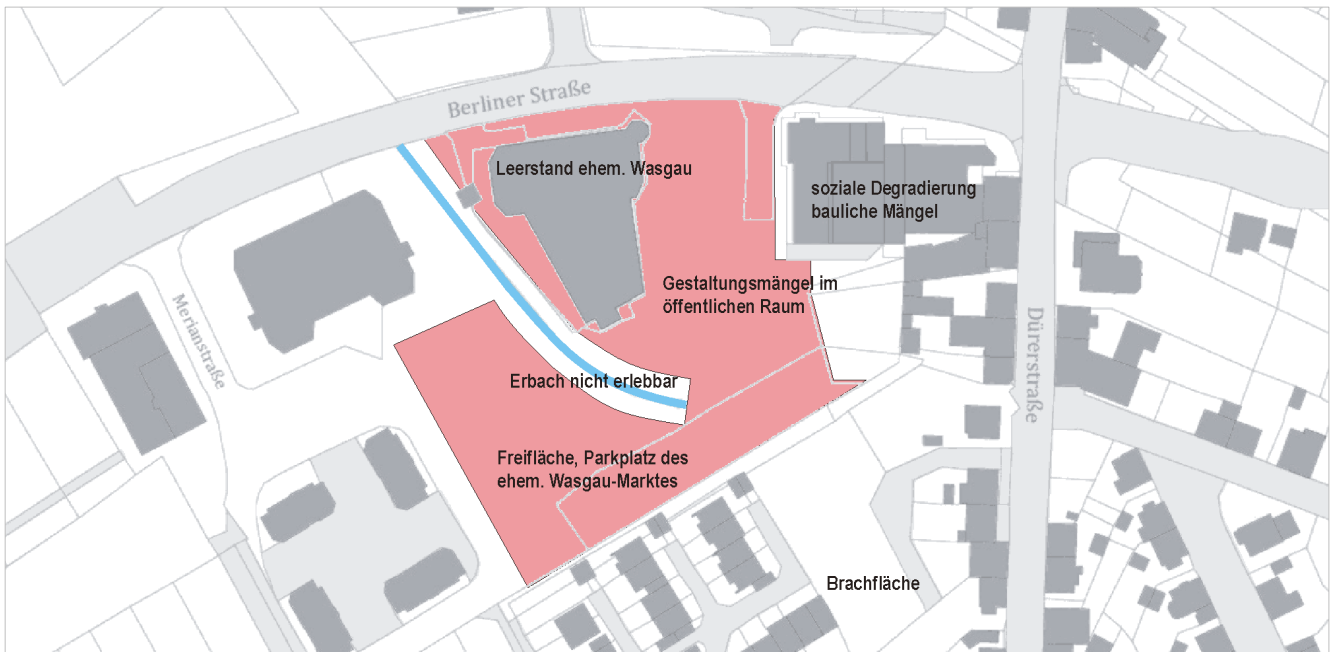 Berliner Straße
Leerstand ehem. Wasgau
soziale Degradierung
bauliche Mängel
Gestaltungsmängel im
öffentlichen Raum
Merianstraße
Dürerstraße
Erbach nicht erlebbar
Freifläche, Parkplatz des
ehem. Wasgau-Marktes
Brachfläche